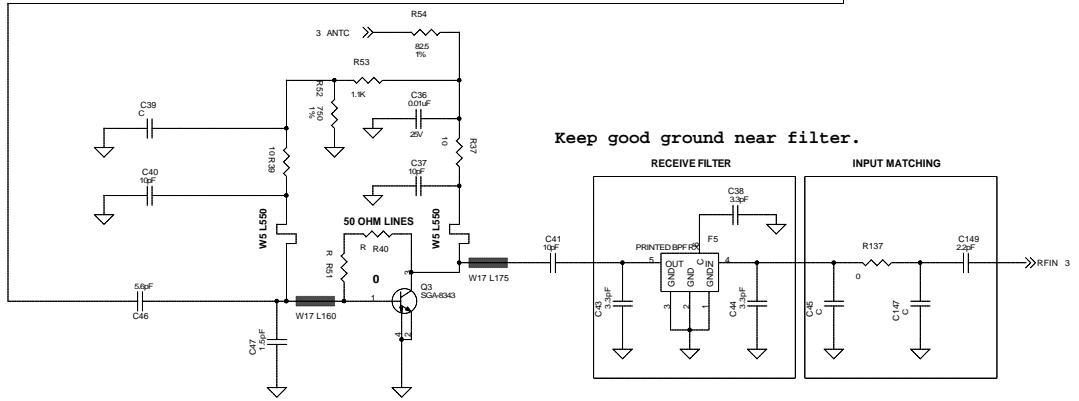 R54
3 ANTC
82.5
1%
R53
1.1K
R52
750
1%
C36
0.01uF
25V
C39
C
10 R39
R37
10
C40
10pF
C37
10pF
Keep good ground near filter.
RECEIVE FILTER
INPUT MATCHING
C38
3.3pF
W5 L550
50 OHM LINES
W5 L550
R R40
R R51
0
C41
10pF
PRINTED BPF RX
F5
6
5
OUT
C
IN
4
GND
GND
GND
3
2
1
R137
0
C149
2.2pF
RFIN 3
W17 L175
3
Q3
SGA-8343
1
4
2
5.6pF
C46
W17 L160
C47
1.5pF
C43
3.3pF
C44
3.3pF
C45
C
C147
C